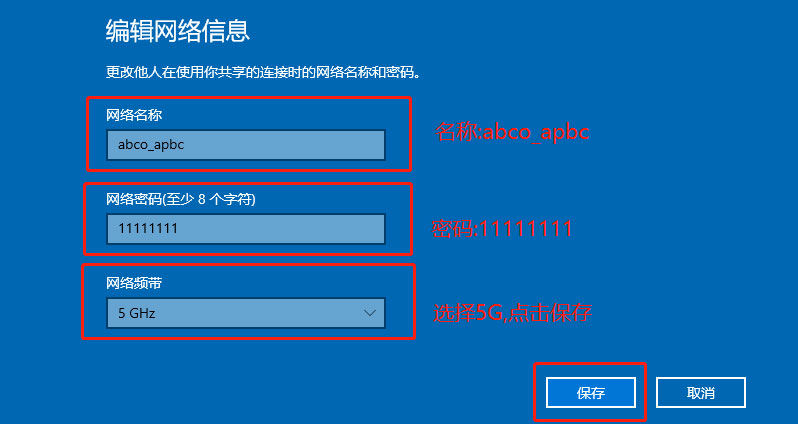 编辑网络信息
更改他人在使用你共享的连接时的网络名称和密码。
网络名称
abco_apbc
名称:abco_apbc
网络密码(至少 8 个字符)
11111111
密码:11111111
网络频带
5 GHz
选择5G,点击保存
保存
取消